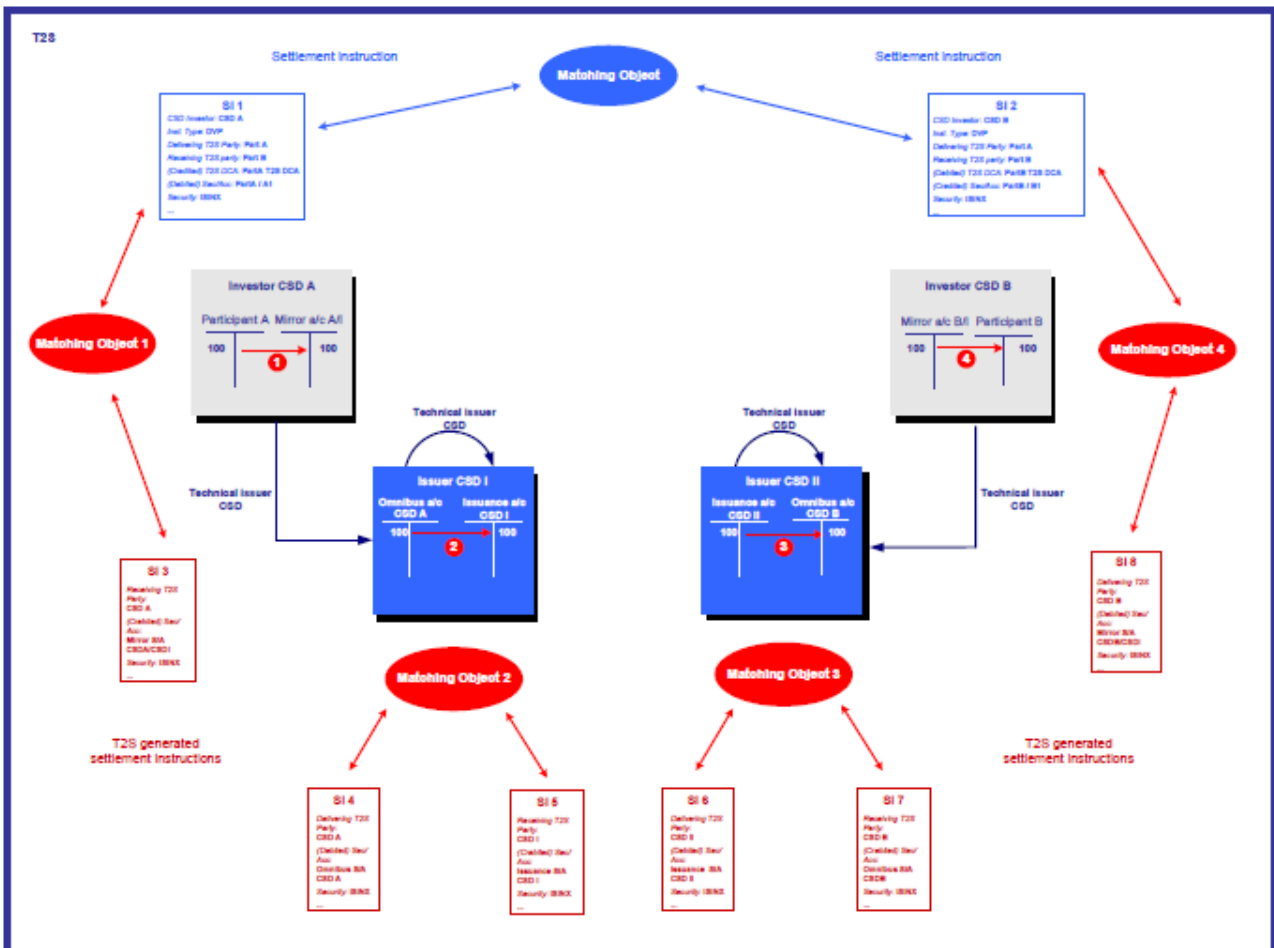 T2S
Settlement Instruction
Matching Object
Settlement Instruction
SI 1
CSD Investor: CSD A
Inst. Type: DVP
Delivering T2S Party: Part A
Receiving T2S party: Part B
(Credited) T2S DCA: PartA T2S DCA
(Debited) Sec/Acc: PartA / A1
Security: ISINX
...
SI 2
CSD Investor: CSD B
Inst. Type: DVP
Delivering T2S Party: Part A
Receiving T2S party: Part B
(Debited) T2S DCA: PartB T2S DCA
(Credited) Sec/Acc: PartB / B1
Security: ISINX
...
Investor CSD A
Participant A Mirror a/c A/I
100 100
1
Investor CSD B
Mirror a/c B/I Participant B
100 100
4
Matching Object 1
Matching Object 4
Technical issuer
CSD
Technical issuer
CSD
Technical issuer
CSD
Technical issuer
CSD
Issuer CSD I
Omnibus a/c Issuance a/c
CSD A CSD I
100 100
2
Issuer CSD II
Issuance a/c Omnibus a/c
CSD II CSD B
100 100
3
SI 3
Receiving T2S
Party:
CSD A
(Credited) Sec/
Acc:
Mirror S/A
CSDA/CSDI
Security: ISINX
...
SI 8
Delivering T2S
Party:
CSD B
(Debited) Sec/
Acc:
Mirror S/A
CSDB/CSDI
Security: ISINX
...
Matching Object 2
Matching Object 3
T2S generated
settlement instructions
T2S generated
settlement instructions
SI 4
Delivering T2S
Party:
CSD A
(Debited) Sec/
Acc:
Omnibus S/A
CSD A
Security: ISINX
...
SI 5
Receiving T2S
Party:
CSD I
(Credited) Sec/
Acc:
Issuance S/A
CSD I
Security: ISINX
...
SI 6
Delivering T2S
Party:
CSD II
(Debited) Sec/
Acc:
Issuance S/A
CSD II
Security: ISINX
...
SI 7
Receiving T2S
Party:
CSD B
(Credited) Sec/
Acc:
Omnibus S/A
CSDB
Security: ISINX
...